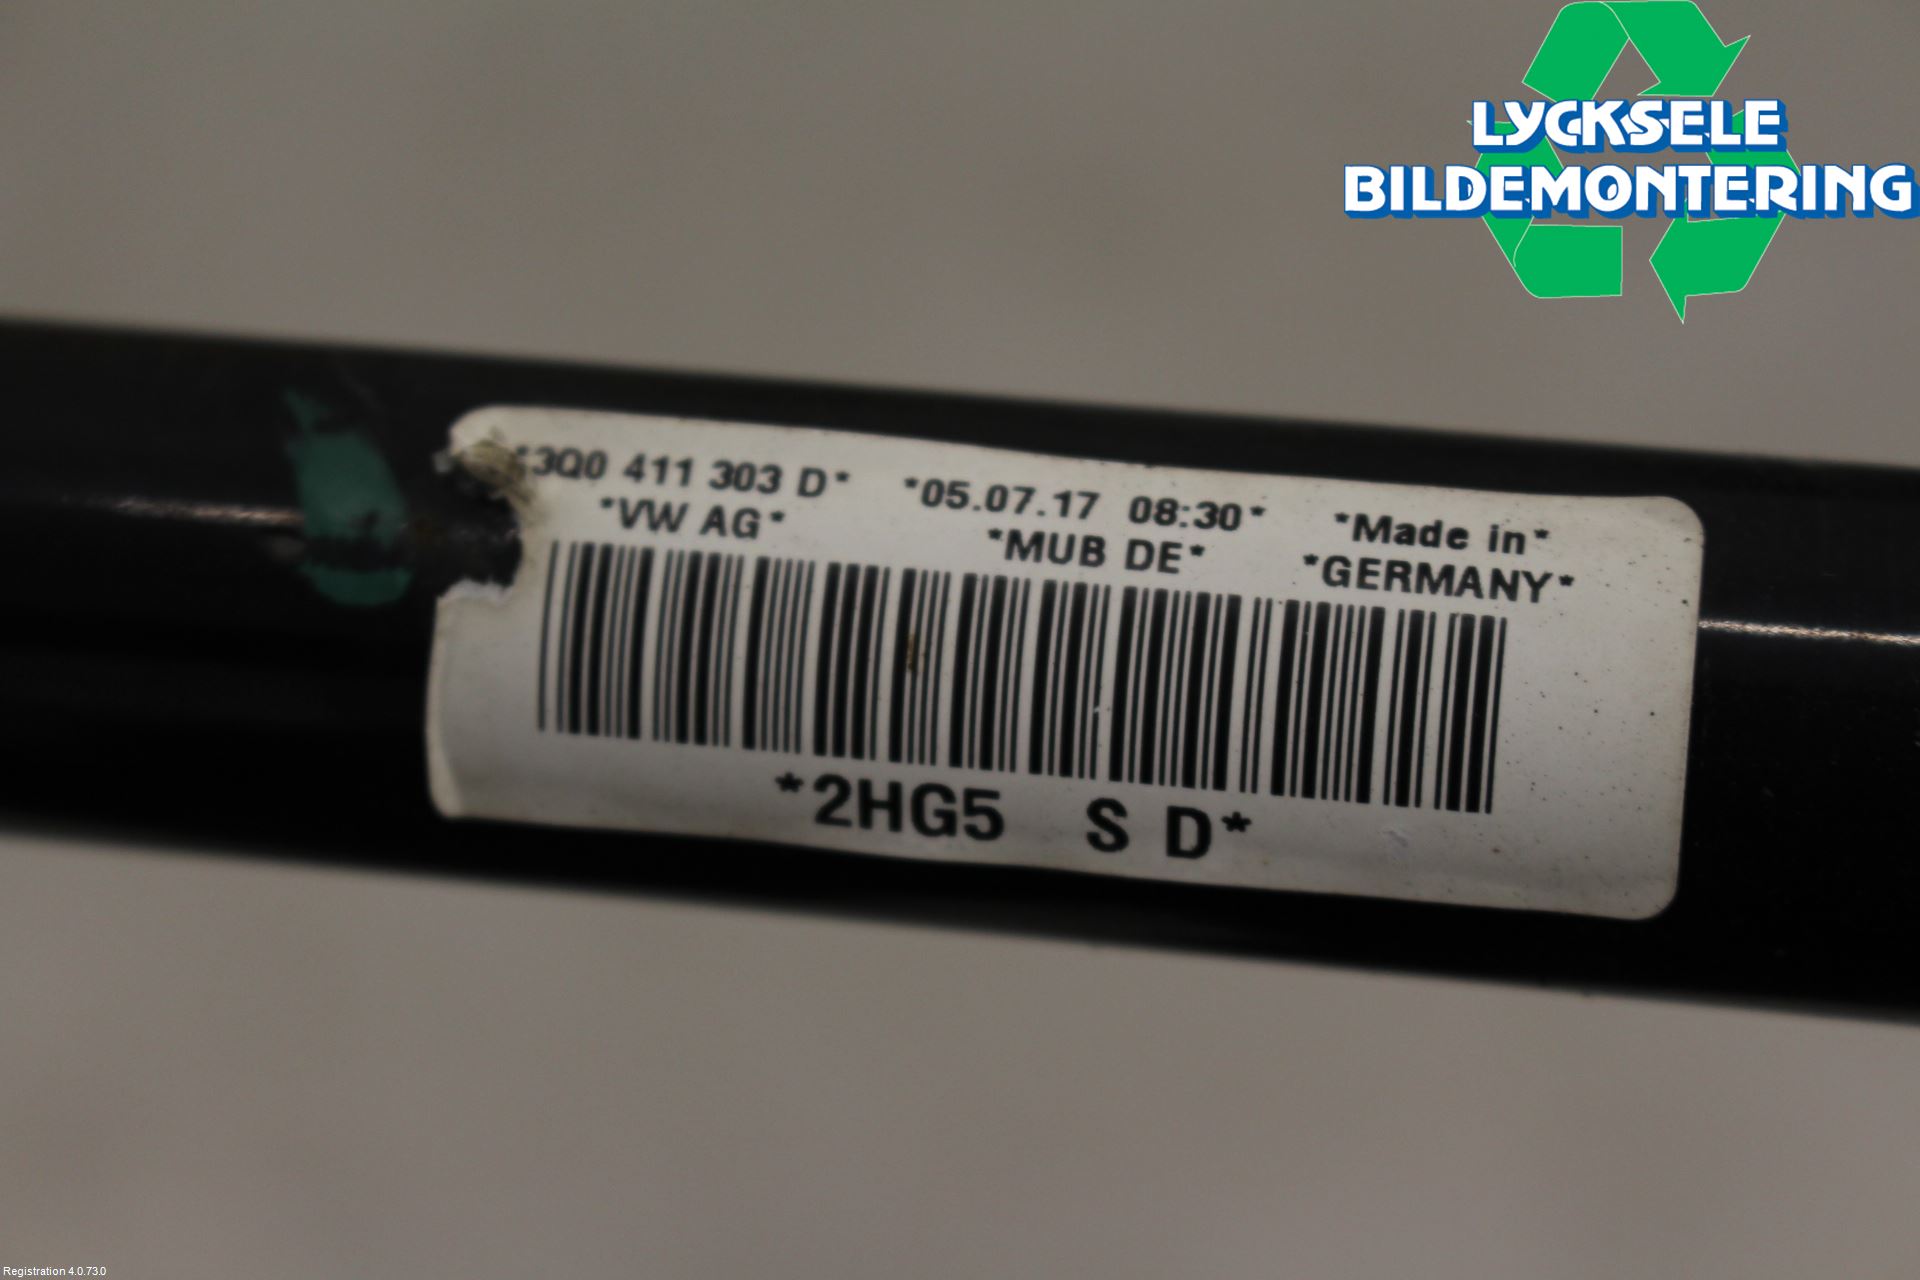 LYCKSELE
BILDEMONTERING
*3Q0 411 303 D* *05.07.17 08:30* *Made in*
*VW AG* *MUB DE* *GERMANY*
*2HG5 S D*
Registration 4.0.73.0